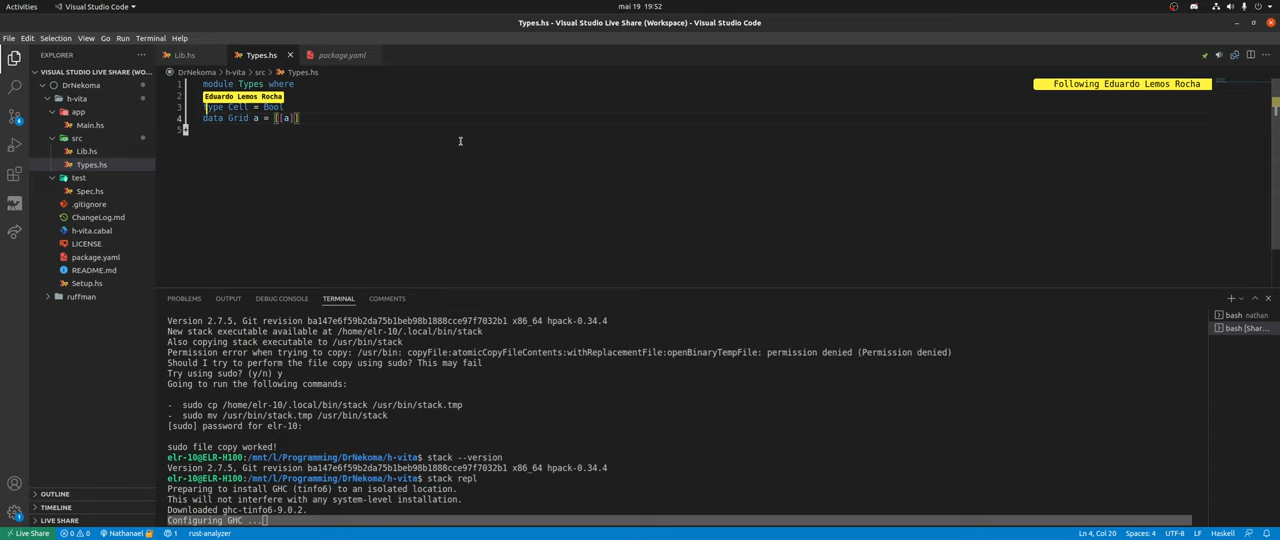 Activities
Visual Studio Code
mai 19 19:52
Types.hs - Visual Studio Live Share (Workspace) - Visual Studio Code
File Edit Selection View Go Run Terminal Help
EXPLORER
Lib.hs
Types.hs
package.yaml
VISUAL STUDIO LIVE SHARE (WO...
DrNekoma > h-vita > src > Types.hs
DrNekoma
h-vita
app
Main.hs
src
Lib.hs
Types.hs
test
Spec.hs
.gitignore
ChangeLog.md
h-vita.cabal
LICENSE
package.yaml
README.md
Setup.hs
ruffman
OUTLINE
TIMELINE
LIVE SHARE
1 module Types where
2 Eduardo Lemos Rocha
3 type Cell = Bool
4 data Grid a = [[a]]
5
Following Eduardo Lemos Rocha
PROBLEMS OUTPUT DEBUG CONSOLE TERMINAL COMMENTS
Version 2.7.5, Git revision ba147e6f59b2da75b1beb98b1888cce97f7032b1 x86_64 hpack-0.34.4
New stack executable available at /home/elr-10/.local/bin/stack
Also copying stack executable to /usr/bin/stack
Permission error when trying to copy: /usr/bin: copyFile:atomicCopyFileContents:withReplacementFile:openBinaryTempFile: permission denied (Permission denied)
Should I try to perform the file copy using sudo? This may fail
Try using sudo? (y/n) y
Going to run the following commands:
- sudo cp /home/elr-10/.local/bin/stack /usr/bin/stack.tmp
- sudo mv /usr/bin/stack.tmp /usr/bin/stack
[sudo] password for elr-10:
sudo file copy worked!
elr-10@ELR-H100:/mnt/l/Programming/DrNekoma/h-vita$ stack --version
Version 2.7.5, Git revision ba147e6f59b2da75b1beb98b1888cce97f7032b1 x86_64 hpack-0.34.4
elr-10@ELR-H100:/mnt/l/Programming/DrNekoma/h-vita$ stack repl
Preparing to install GHC (tinfo6) to an isolated location.
This will not interfere with any system-level installation.
Downloaded ghc-tinfo6-9.0.2.
Configuring GHC ...
bash nathan
bash [Shar...
Live Share 0 0 Nathanael 1 rust-analyzer
Ln 4, Col 20 Spaces: 4 UTF-8 LF Haskell